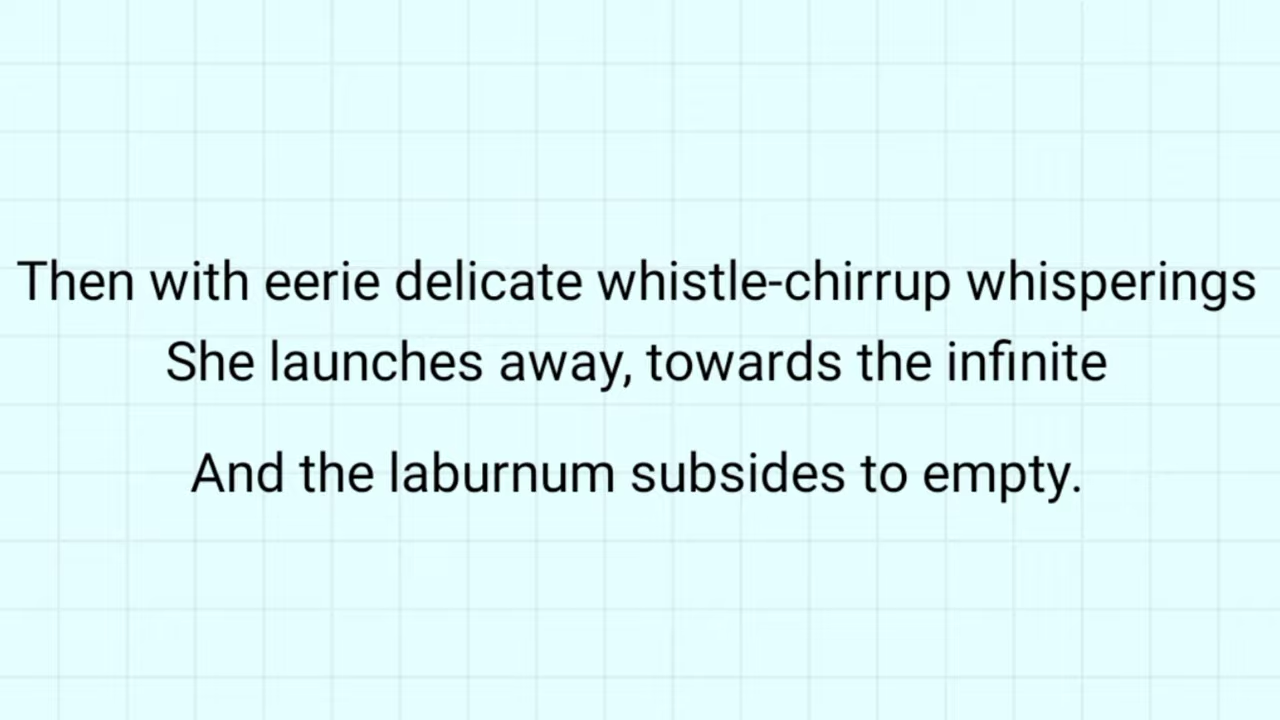 Then with eerie delicate whistle-chirrup whisperings
She launches away, towards the infinite
And the laburnum subsides to empty.